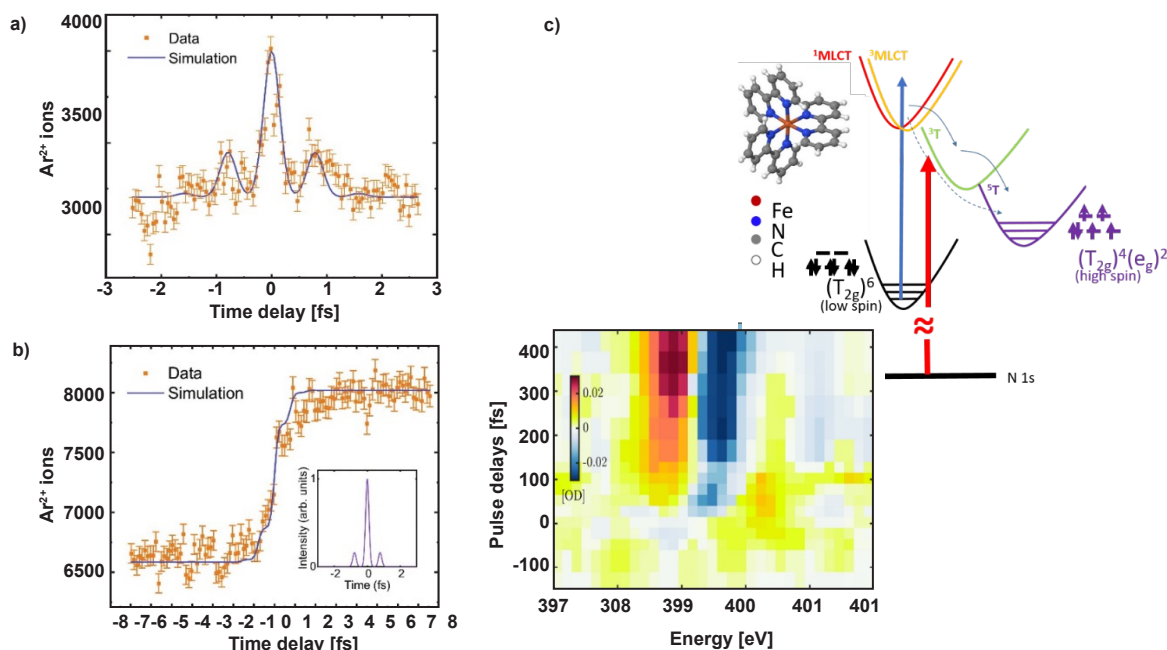 a)
4000
3750
3500
3250
3000
2750
Data
Simulation
Ar²⁺ ions
-3 -2 -1 0 1 2 3
Time delay [fs]
b)
8000
7500
7000
6500
Data
Simulation
Ar²⁺ ions
Intensity (arb. units)
1
0
-2 0 2
Time (fs)
-8 -7-6 -5 -4 -3 -2 -1 0 1 2 0 3 4 5 6 7 8
Time delay [fs]
c)
¹MLCT
³MLCT
³T
⁵T
Fe
N
C
H
(T₂g)⁶
(low spin)
(T₂g)⁴(eg)²
(high spin)
N 1s
400
300
200
100
0
-100
Pulse delays [fs]
0.02
0
-0.02
[OD]
397 308 399 400 401 401
Energy [eV]